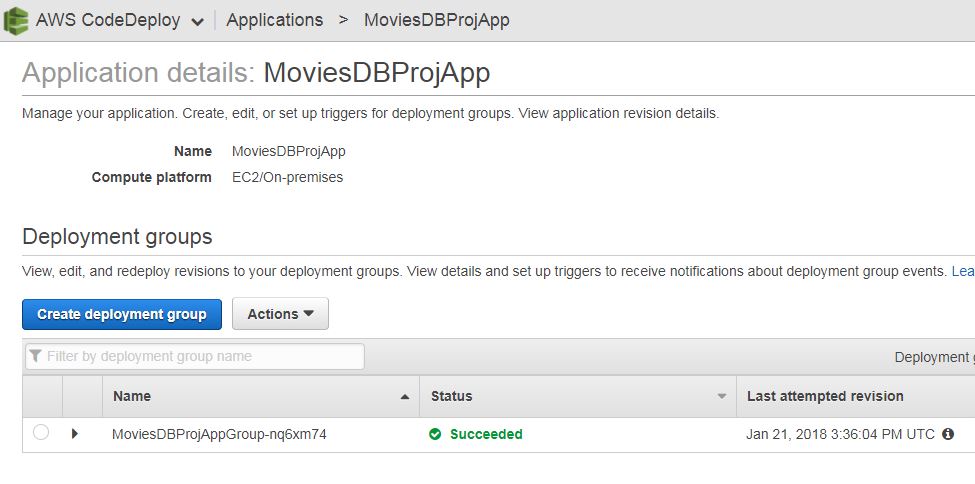 AWS CodeDeploy Applications > MoviesDBProjApp
Application details: MoviesDBProjApp
Manage your application. Create, edit, or set up triggers for deployment groups. View application revision details.
Name MoviesDBProjApp
Compute platform EC2/On-premises
Deployment groups
View, edit, and redeploy revisions to your deployment groups. View details and set up triggers to receive notifications about deployment group events. Lea
Create deployment group Actions
Filter by deployment group name Deployment g
Name Status Last attempted revision
MoviesDBProjAppGroup-nq6xm74 Succeeded Jan 21, 2018 3:36:04 PM UTC